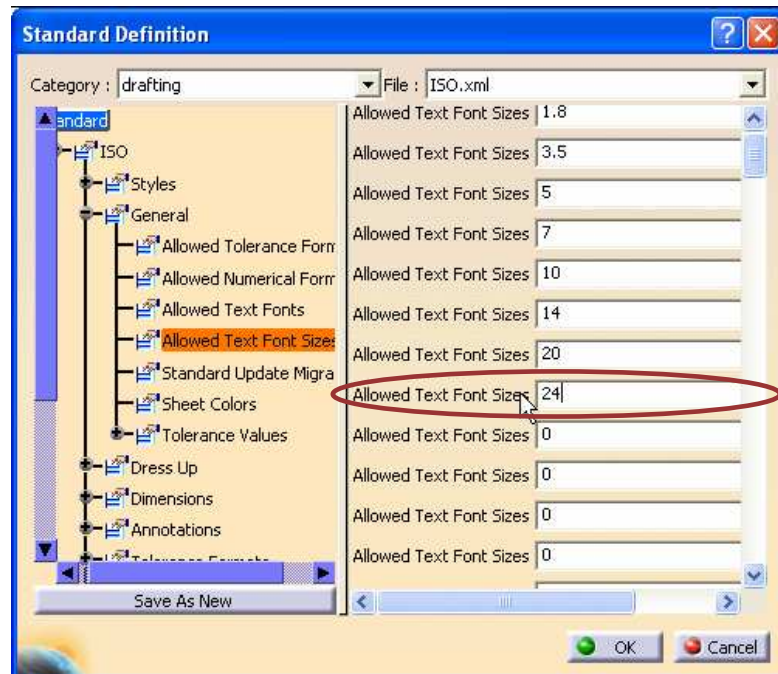 Standard Definition
Category : drafting File : ISO.xml
andard
ISO
Styles
General
Allowed Tolerance Form
Allowed Numerical Form
Allowed Text Fonts
Allowed Text Font Sizes
Standard Update Migra
Sheet Colors
Tolerance Values
Dress Up
Dimensions
Annotations
Tolerance Formats
Save As New
Allowed Text Font Sizes 1.8
Allowed Text Font Sizes 3.5
Allowed Text Font Sizes 5
Allowed Text Font Sizes 7
Allowed Text Font Sizes 10
Allowed Text Font Sizes 14
Allowed Text Font Sizes 20
Allowed Text Font Sizes 24
Allowed Text Font Sizes 0
Allowed Text Font Sizes 0
Allowed Text Font Sizes 0
Allowed Text Font Sizes 0
OK Cancel